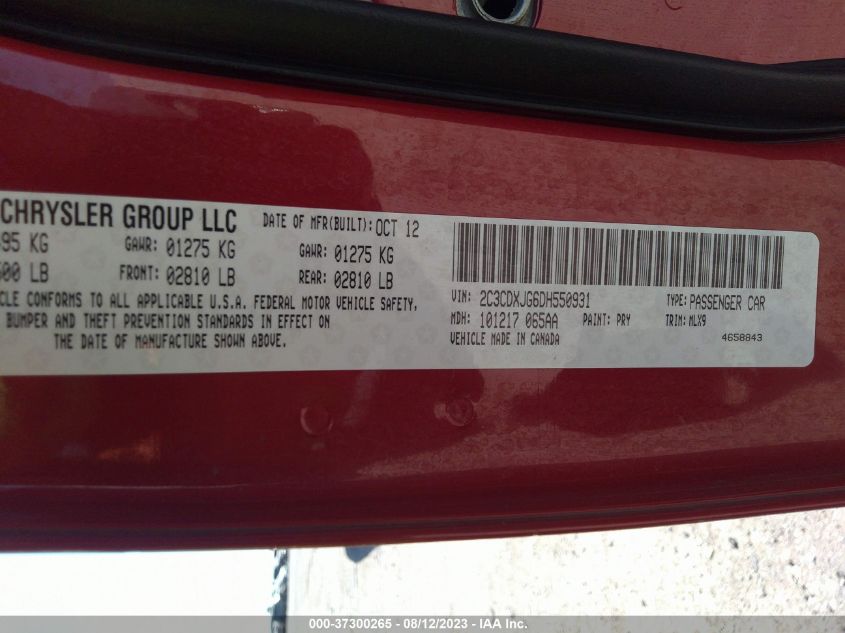 CHRYSLER GROUP LLC DATE OF MFR(BUILT): OCT 12
95 KG GAWR: 01275 KG GAWR: 01275 KG
00 LB FRONT: 02810 LB REAR: 02810 LB
CLE CONFORMS TO ALL APPLICABLE U.S.A. FEDERAL MOTOR VEHICLE SAFETY,
BUMPER AND THEFT PREVENTION STANDARDS IN EFFECT ON
THE DATE OF MANUFACTURE SHOWN ABOVE.
VIN: 2C3CDXJG6DH550931 TYPE: PASSENGER CAR
MDH: 101217 065AA PAINT: PRY TRIM: MLX9
VEHICLE MADE IN CANADA 4658843
000-37300265 - 08/12/2023 - IAA Inc.